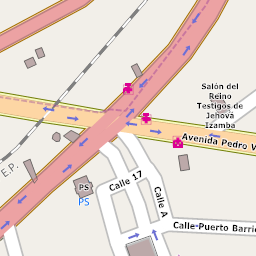 Salón del
Reino
Testigos de
Jehová
Izamba
Avenida Pedro V
E.P.
Calle 17
PS
PS
Calle A
Calle Puerto Barrie